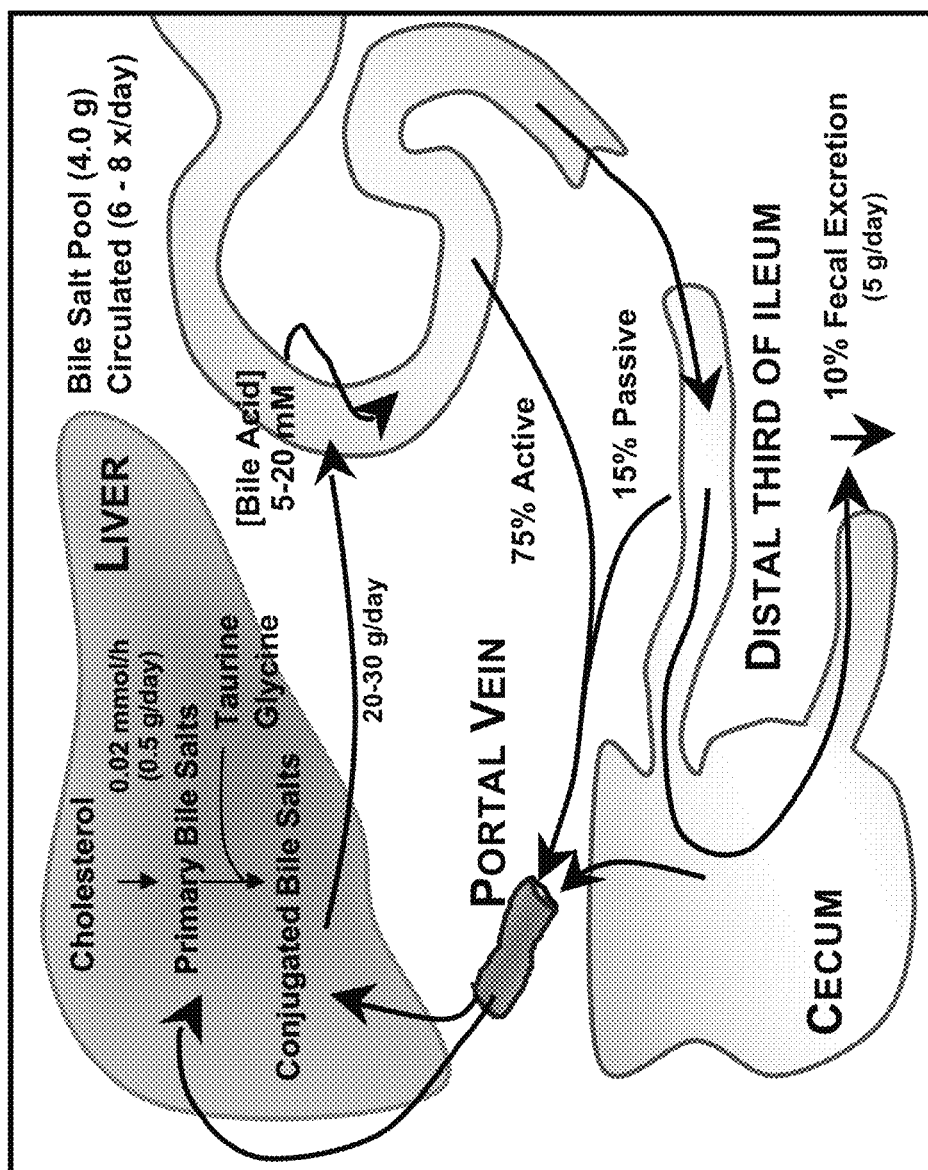 Bile Salt Pool (4.0 g)
Circulated (6 - 8 x/day)
LIVER
Cholesterol
0.02 mmol/h
(0.5 g/day)
Primary Bile Salts
Taurine
Glycine
Conjugated Bile Salts
[Bile Acid]
5-20 mM
20-30 g/day
75% Active
15% Passive
PORTAL VEIN
DISTAL THIRD OF ILEUM
10% Fecal Excretion
(5 g/day)
CECUM